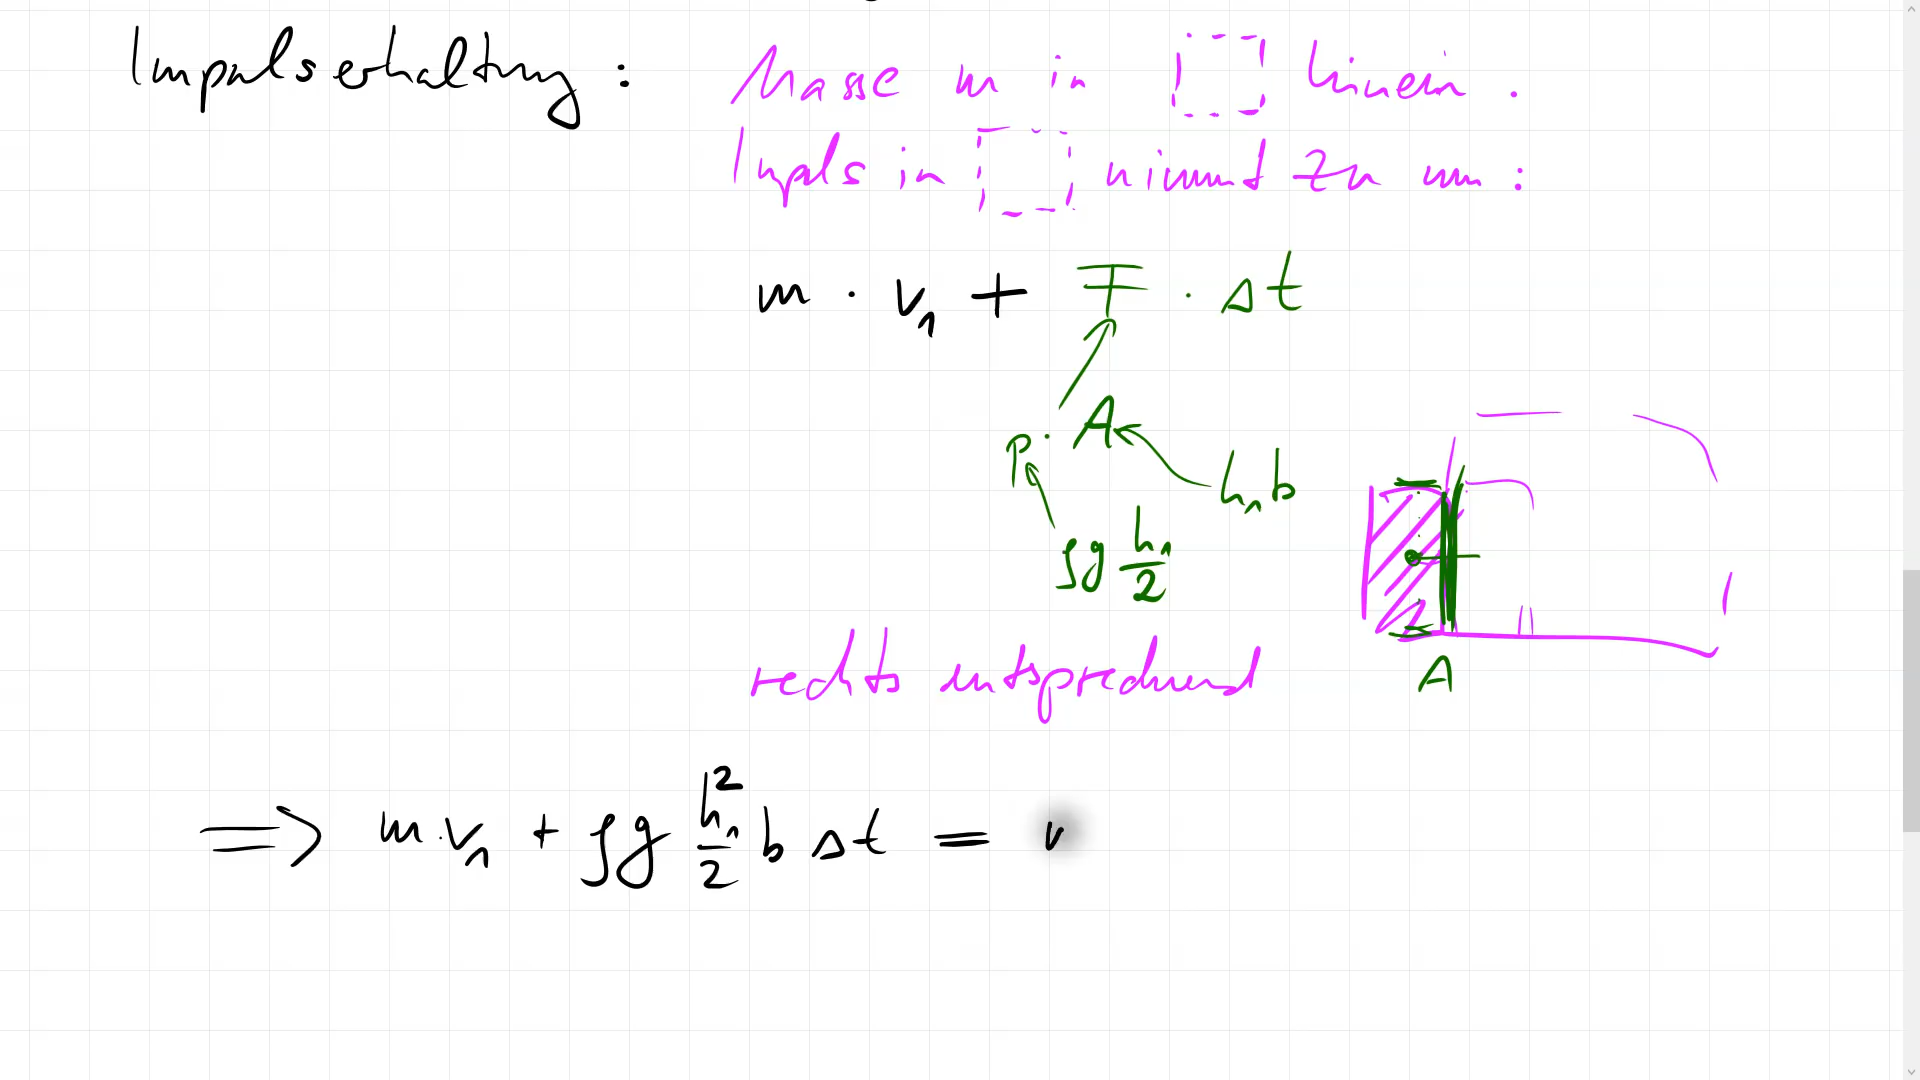 Impulserhaltung: Masse m in [ ] hinein.
Impuls in [ ] nimmt zu um:
m · v₁ + F · Δt
p · A
h₁b
ρg h₁/2
A
rechts entsprechend
⟹ m·v₁ + ρg h₁²/2 b Δt =